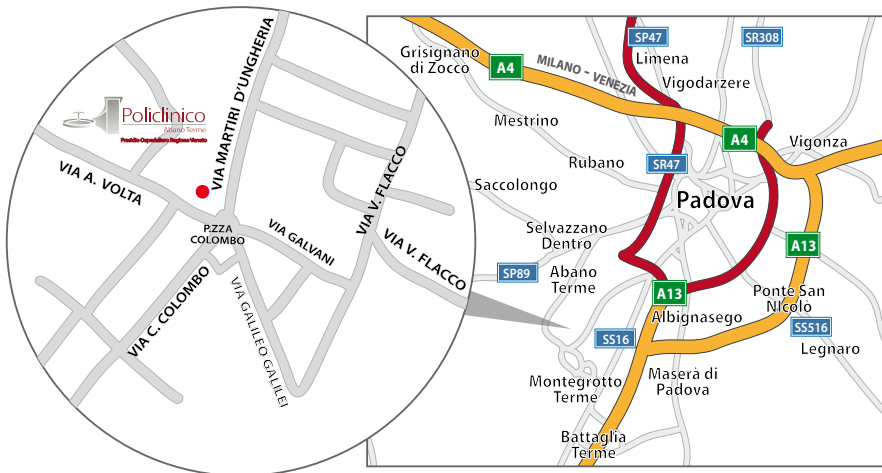 Policlinico
Abano Terme
Presidio Ospedaliero Regione Veneto
VIA MARTIRI D'UNGHERIA
VIA A. VOLTA
P.ZZA
COLOMBO
VIA GALVANI
VIA V. FLACCO
VIA V. FLACCO
VIA C. COLOMBO
VIA GALILEO GALILEI
SP47
SR308
Grisignano
di Zocco
A4
MILANO - VENEZIA
Limena
Vigodarzere
Mestrino
A4
Vigonza
Rubano
SR47
Saccolongo
Padova
Selvazzano
Dentro
A13
SP89
Abano
Terme
A13
Ponte San
NIcolò
Albignasego
SS16
SS516
Legnaro
Montegrotto
Terme
Maserà di
Padova
Battaglia
Terme